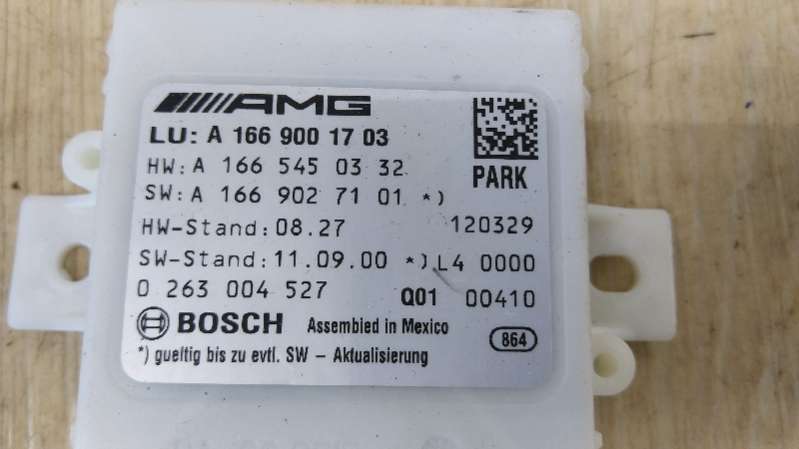 AMG
LU: A 166 900 17 03
HW: A 166 545 03 32
SW: A 166 902 71 01 *)
PARK
HW-Stand: 08.27 120329
SW-Stand: 11.09.00 *) L4 0000
0 263 004 527 Q01 00410
BOSCH Assembled in Mexico 864
*) gueltig bis zu evtl. SW – Aktualisierung